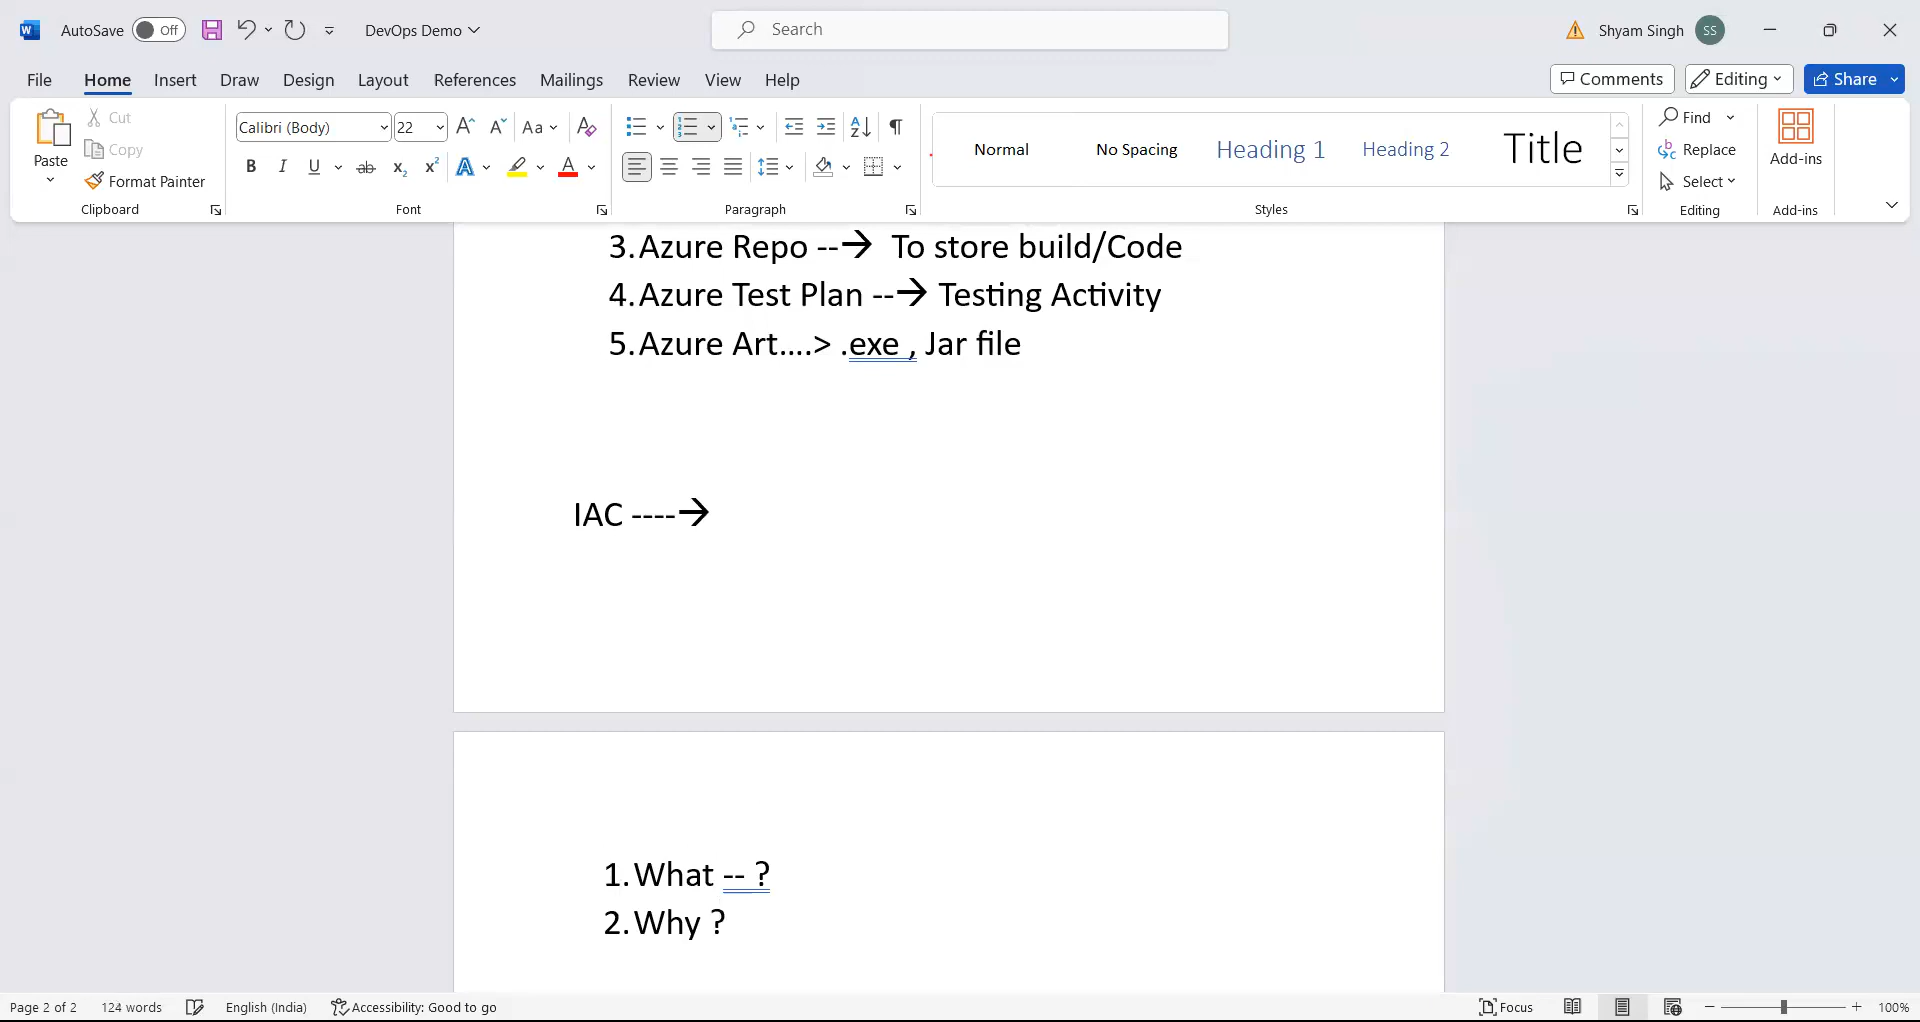 AutoSave Off DevOps Demo Search Shyam Singh SS
File Home Insert Draw Design Layout References Mailings Review View Help Comments Editing Share
Paste
Cut
Copy
Format Painter
Calibri (Body) 22
Normal No Spacing Heading 1 Heading 2 Title
Find
Replace
Select
Add-ins
Clipboard Font Paragraph Styles Editing Add-ins
3. Azure Repo --→ To store build/Code
4. Azure Test Plan --→ Testing Activity
5. Azure Art....> .exe , Jar file
IAC ----→
1. What -- ?
2. Why ?
Page 2 of 2 124 words English (India) Accessibility: Good to go Focus 100%